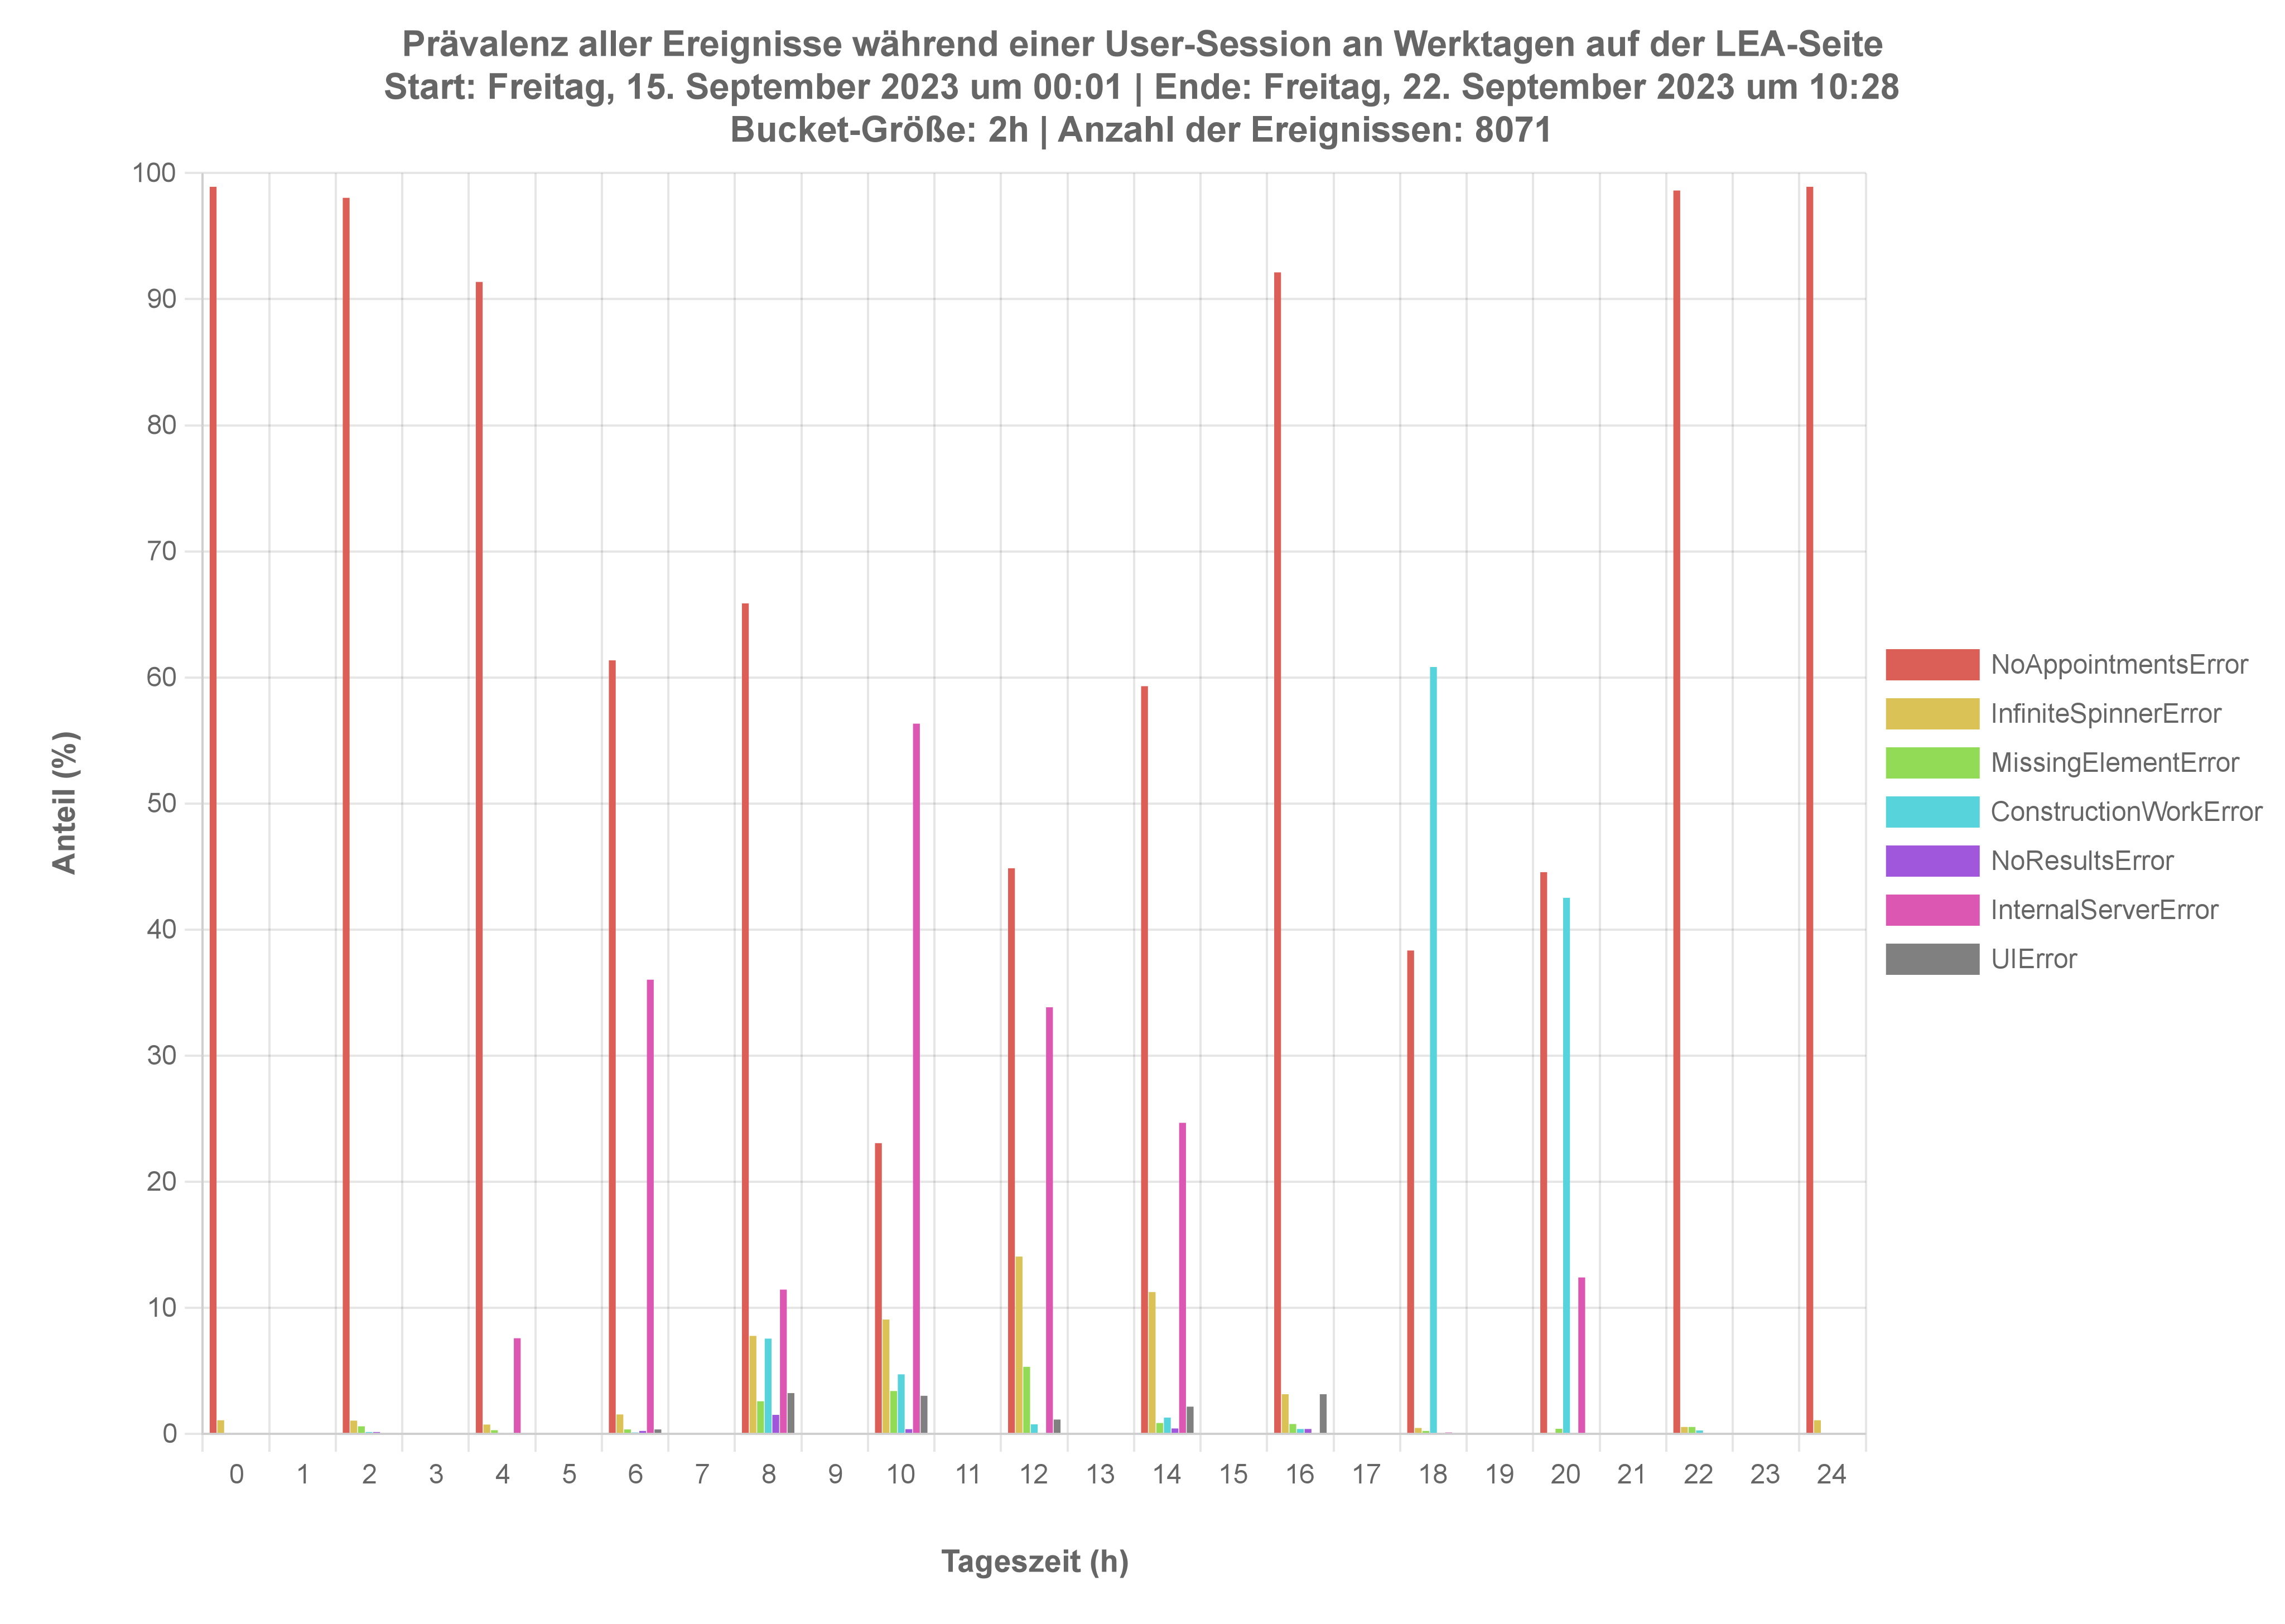 Prävalenz aller Ereignisse während einer User-Session an Werktagen auf der LEA-Seite
Start: Freitag, 15. September 2023 um 00:01 | Ende: Freitag, 22. September 2023 um 10:28
Bucket-Größe: 2h | Anzahl der Ereignissen: 8071
100
90
80
70
60
50
40
30
20
10
0
Anteil (%)
0 1 2 3 4 5 6 7 8 9 10 11 12 13 14 15 16 17 18 19 20 21 22 23 24
Tageszeit (h)
NoAppointmentsError
InfiniteSpinnerError
MissingElementError
ConstructionWorkError
NoResultsError
InternalServerError
UIError